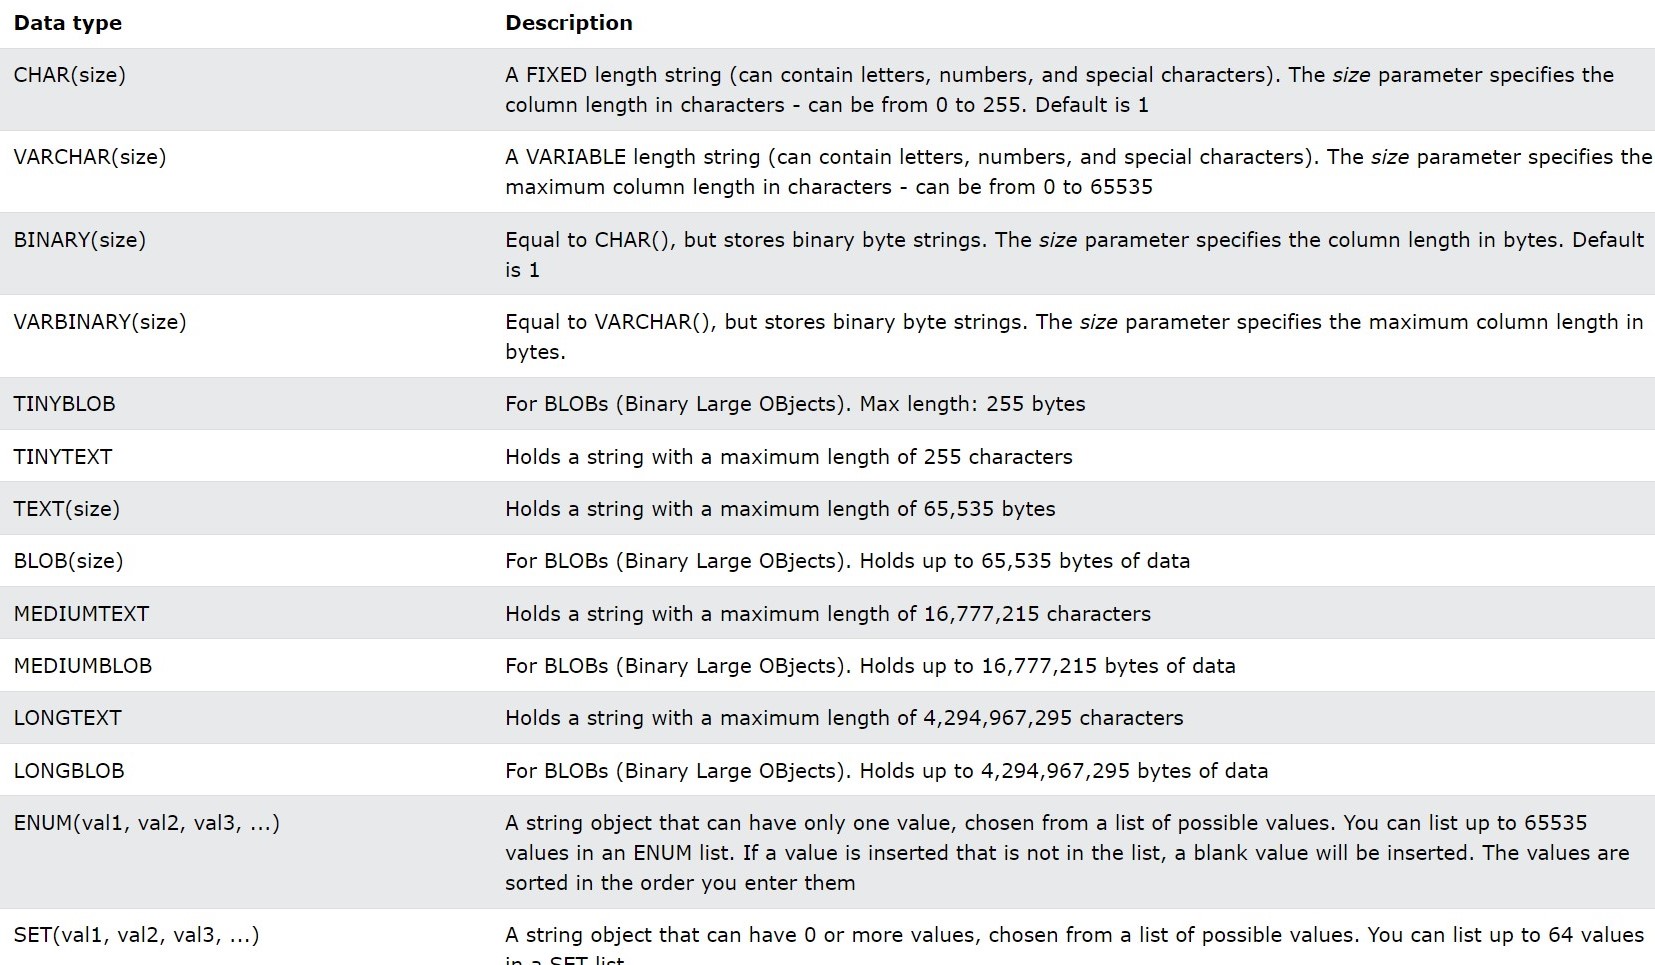 Data type Description
CHAR(size) A FIXED length string (can contain letters, numbers, and special characters). The size parameter specifies the
column length in characters - can be from 0 to 255. Default is 1
VARCHAR(size) A VARIABLE length string (can contain letters, numbers, and special characters). The size parameter specifies the
maximum column length in characters - can be from 0 to 65535
BINARY(size) Equal to CHAR(), but stores binary byte strings. The size parameter specifies the column length in bytes. Default
is 1
VARBINARY(size) Equal to VARCHAR(), but stores binary byte strings. The size parameter specifies the maximum column length in
bytes.
TINYBLOB For BLOBs (Binary Large OBjects). Max length: 255 bytes
TINYTEXT Holds a string with a maximum length of 255 characters
TEXT(size) Holds a string with a maximum length of 65,535 bytes
BLOB(size) For BLOBs (Binary Large OBjects). Holds up to 65,535 bytes of data
MEDIUMTEXT Holds a string with a maximum length of 16,777,215 characters
MEDIUMBLOB For BLOBs (Binary Large OBjects). Holds up to 16,777,215 bytes of data
LONGTEXT Holds a string with a maximum length of 4,294,967,295 characters
LONGBLOB For BLOBs (Binary Large OBjects). Holds up to 4,294,967,295 bytes of data
ENUM(val1, val2, val3, ...) A string object that can have only one value, chosen from a list of possible values. You can list up to 65535
values in an ENUM list. If a value is inserted that is not in the list, a blank value will be inserted. The values are
sorted in the order you enter them
SET(val1, val2, val3, ...) A string object that can have 0 or more values, chosen from a list of possible values. You can list up to 64 values
in a SET list